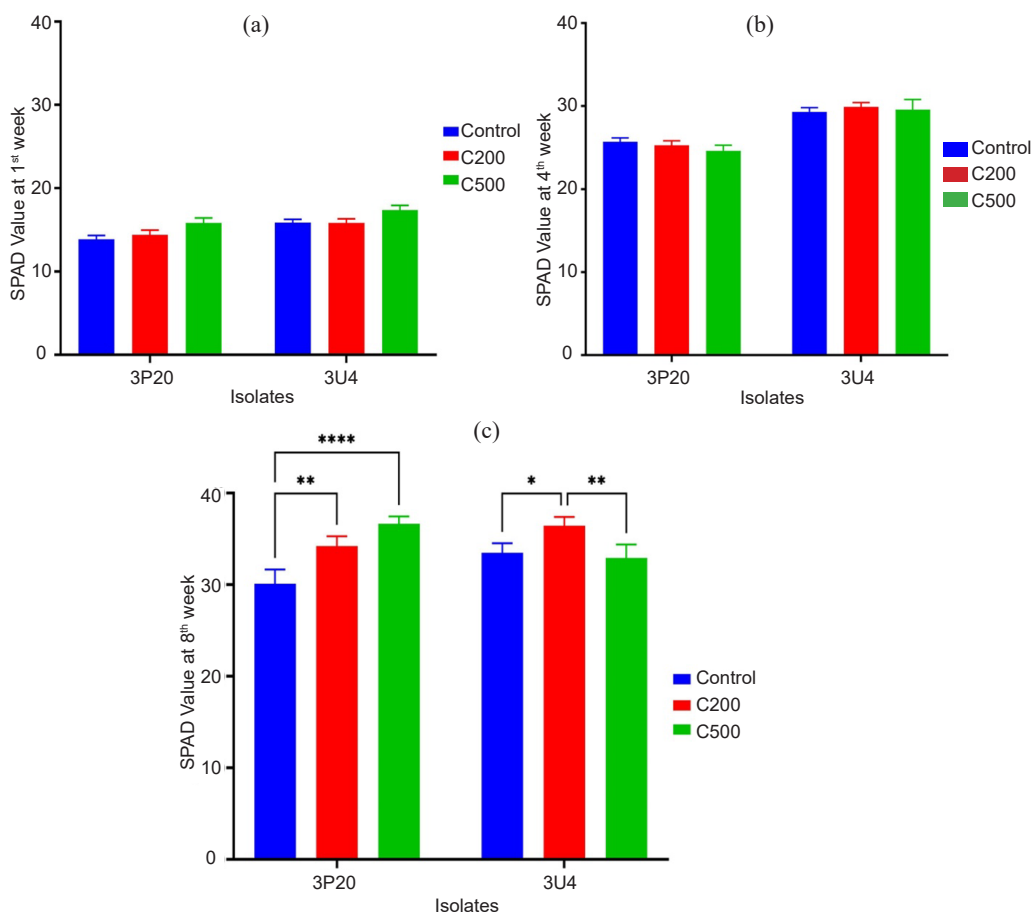 (a)
40
30
20
10
0
SPAD Value at 1st week
3P20
3U4
Isolates
Control
C200
C500
(b)
40
30
20
10
0
SPAD Value at 4th week
3P20
3U4
Isolates
Control
C200
C500
(c)
****
**
*
**
40
30
20
10
0
SPAD Value at 8th week
3P20
3U4
Isolates
Control
C200
C500